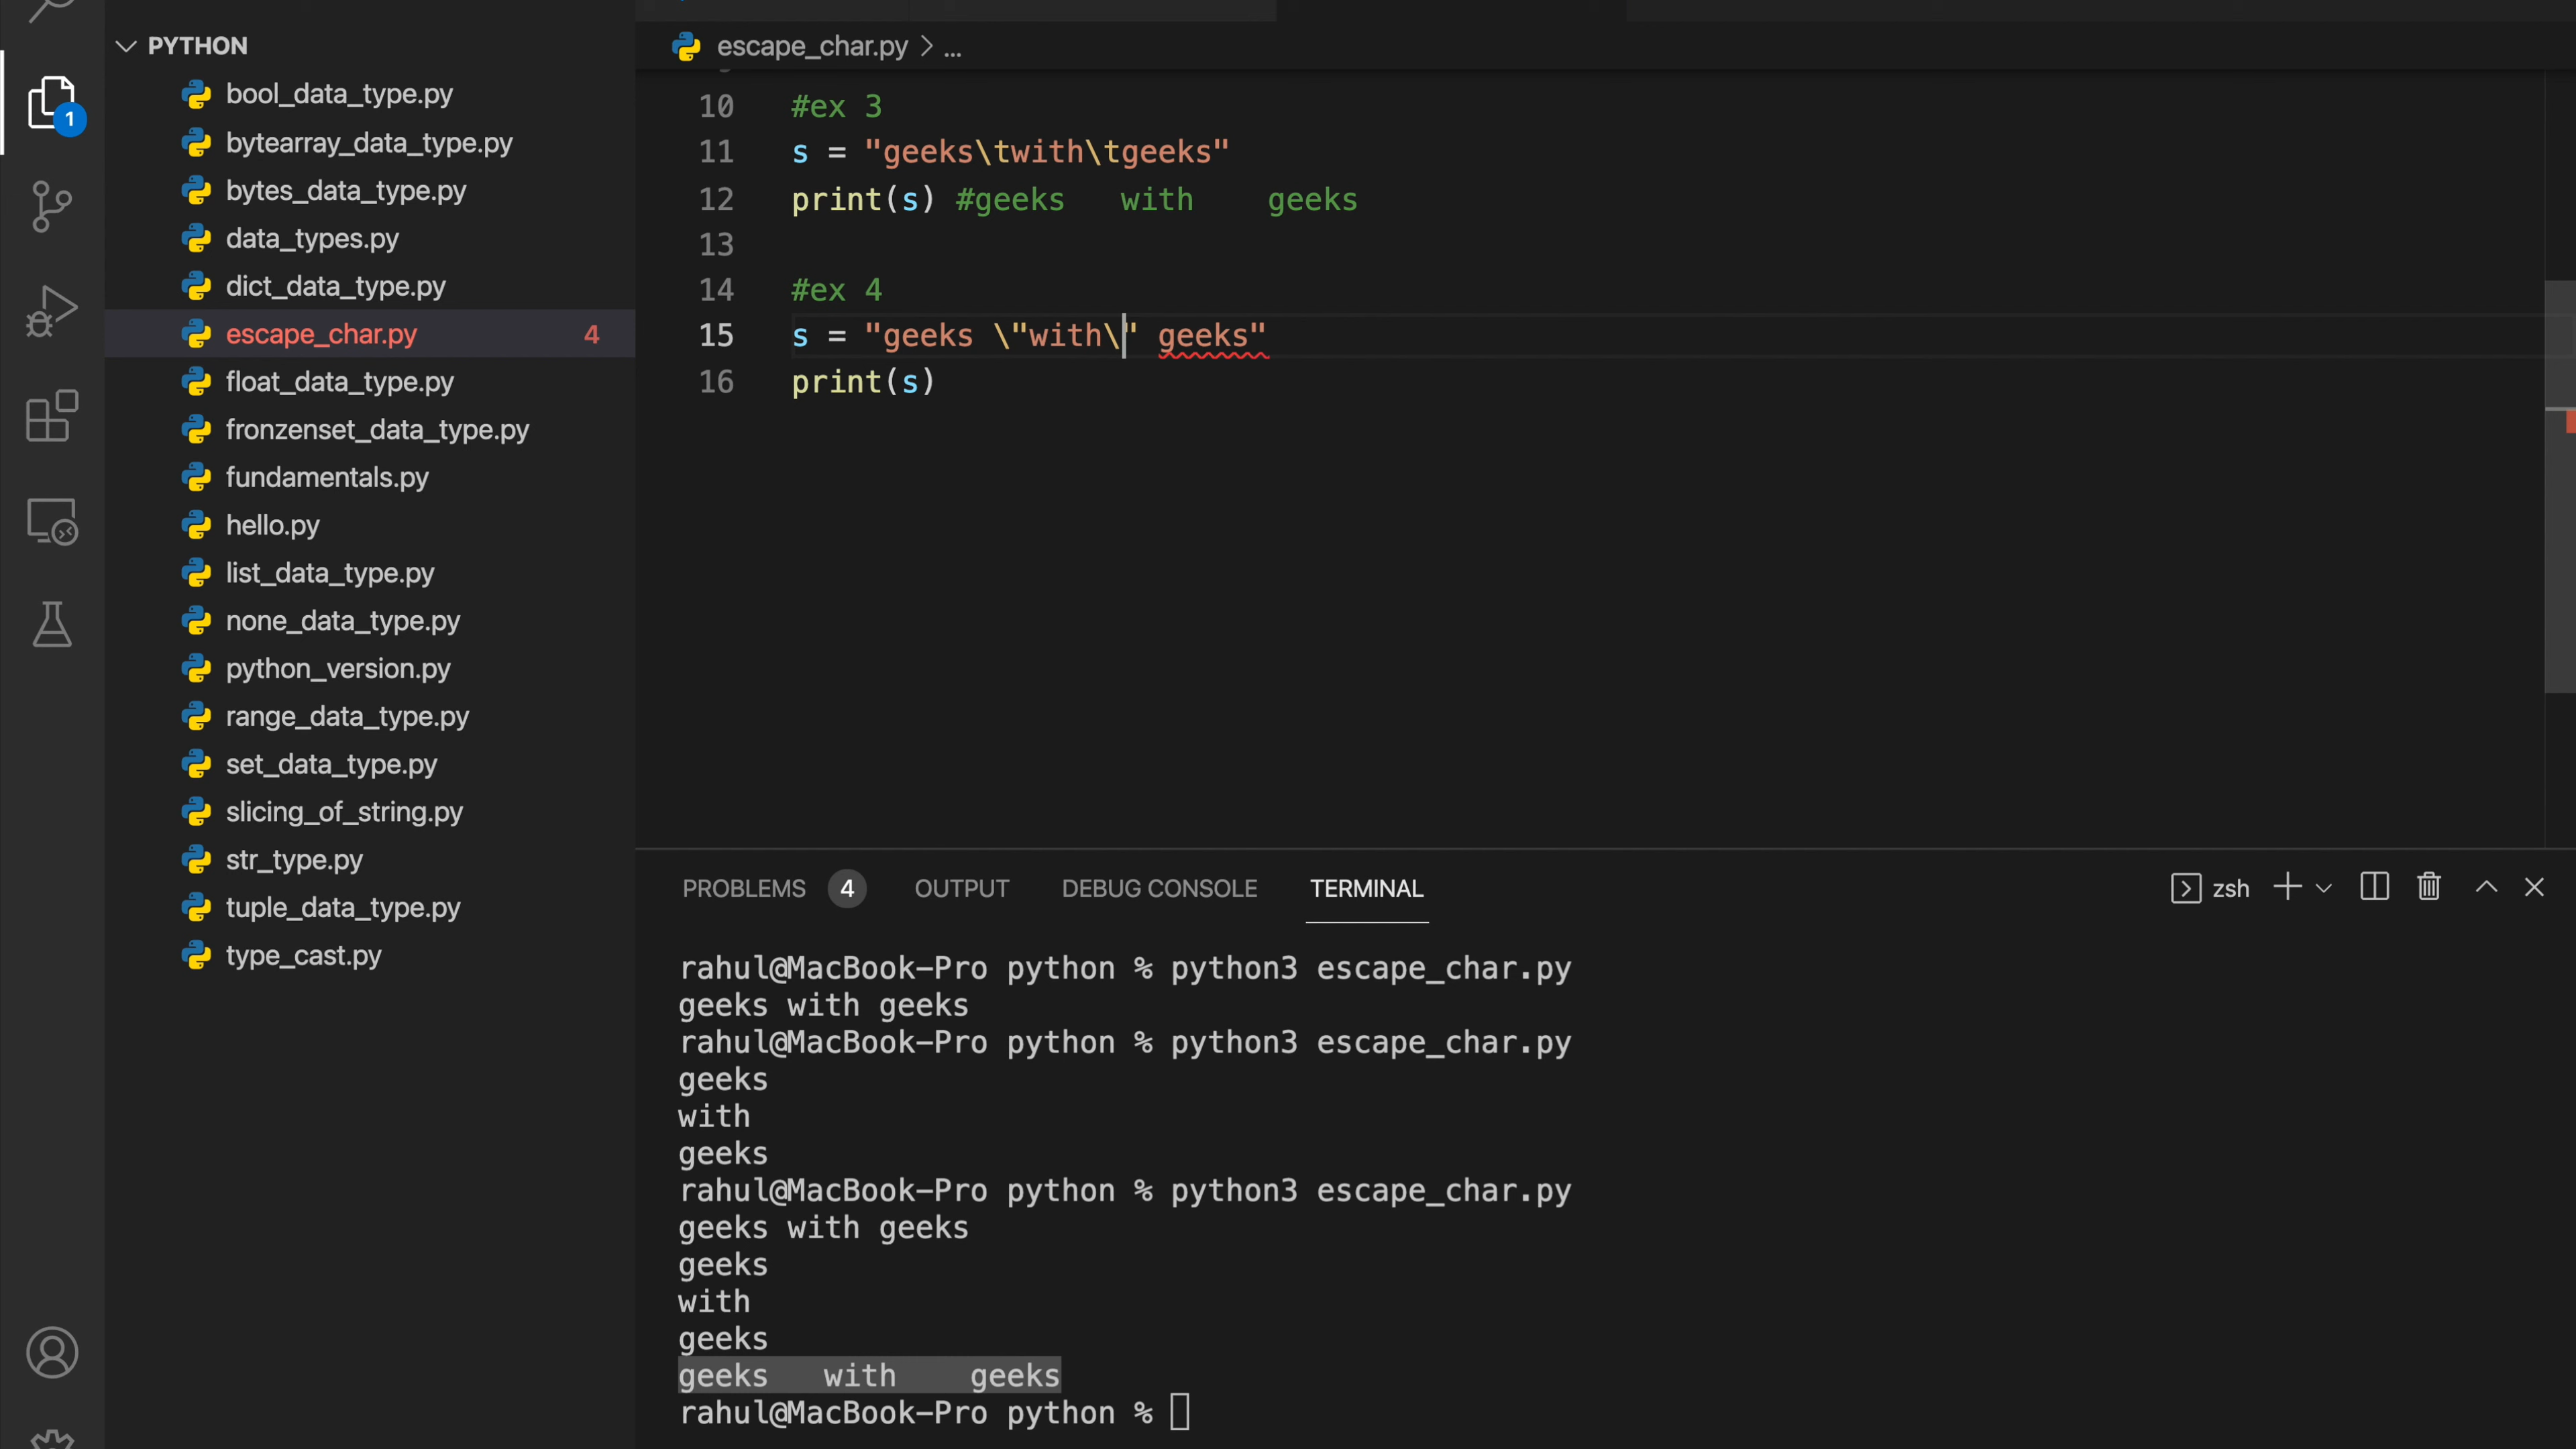 PYTHON
bool_data_type.py
1
bytearray_data_type.py
bytes_data_type.py
data_types.py
dict_data_type.py
escape_char.py 4
float_data_type.py
fronzenset_data_type.py
fundamentals.py
hello.py
list_data_type.py
none_data_type.py
python_version.py
range_data_type.py
set_data_type.py
slicing_of_string.py
str_type.py
tuple_data_type.py
type_cast.py
escape_char.py > ...
10 #ex 3
11 s = "geeks\twith\tgeeks"
12 print(s) #geeks   with    geeks
13
14 #ex 4
15 s = "geeks \"with\" geeks"
16 print(s)
PROBLEMS 4 OUTPUT DEBUG CONSOLE TERMINAL zsh
rahul@MacBook-Pro python % python3 escape_char.py
geeks with geeks
rahul@MacBook-Pro python % python3 escape_char.py
geeks
with
geeks
rahul@MacBook-Pro python % python3 escape_char.py
geeks with geeks
geeks
with
geeks
geeks   with    geeks
rahul@MacBook-Pro python %